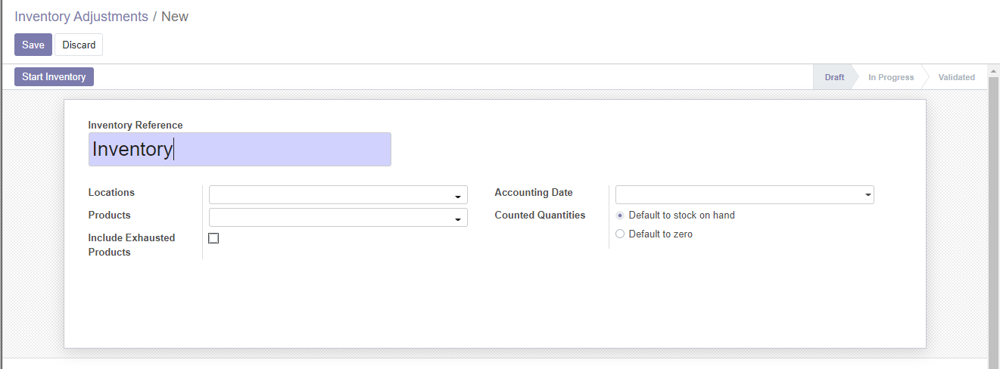 Inventory Adjustments / New
Save Discard
Start Inventory Draft In Progress Validated
Inventory Reference
Inventory
Locations Accounting Date
Products Counted Quantities Default to stock on hand
Include Exhausted Default to zero
Products